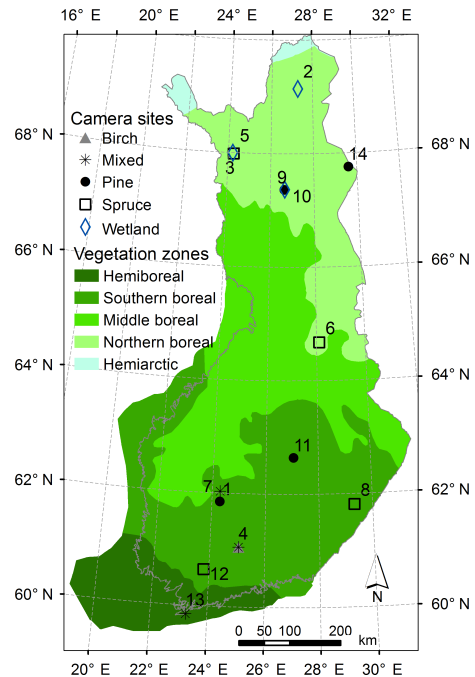 16° E 20° E 24° E 28° E 32° E
2
Camera sites
Birch
Mixed
Pine
Spruce
Wetland
Vegetation zones
Hemiboreal
Southern boreal
Middle boreal
Northern boreal
Hemiarctic
68° N
5
3
14
68° N
9
10
66° N
66° N
6
64° N
64° N
11
62° N
7 1
8
62° N
4
12
60° N
13
60° N
N
0 50 100 200
km
20° E 22° E 24° E 26° E 28° E 30° E